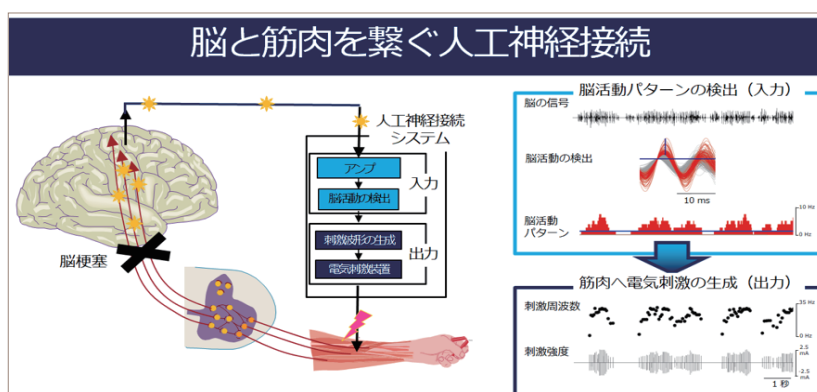 脳と筋肉を繋ぐ人工神経接続
人工神経接続
システム
アンプ
脳活動の検出
入力
刺激波形の生成
電気刺激装置
出力
脳梗塞
脳活動パターンの検出（入力）
脳の信号
脳活動の検出
10 ms
脳活動
パターン
10 Hz
0 Hz
筋肉へ電気刺激の生成（出力）
刺激周波数
35 Hz
0 Hz
刺激強度
2.5
mA
-2.5
mA
1 秒